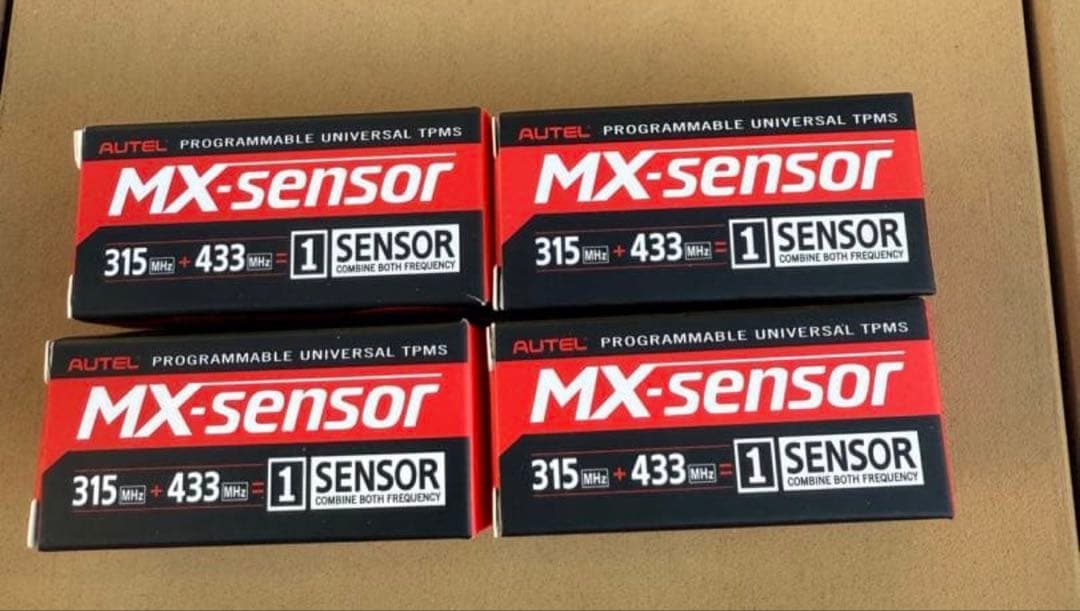 AUTEL PROGRAMMABLE UNIVERSAL TPMS
MX-sensor
315 MHz + 433 MHz = 1 SENSOR
COMBINE BOTH FREQUENCY
AUTEL PROGRAMMABLE UNIVERSAL TPMS
MX-sensor
315 MHz + 433 MHz = 1 SENSOR
COMBINE BOTH FREQUENCY
AUTEL PROGRAMMABLE UNIVERSAL TPMS
MX-sensor
315 MHz + 433 MHz = 1 SENSOR
COMBINE BOTH FREQUENCY
AUTEL PROGRAMMABLE UNIVERSAL TPMS
MX-sensor
315 MHz + 433 MHz = 1 SENSOR
COMBINE BOTH FREQUENCY